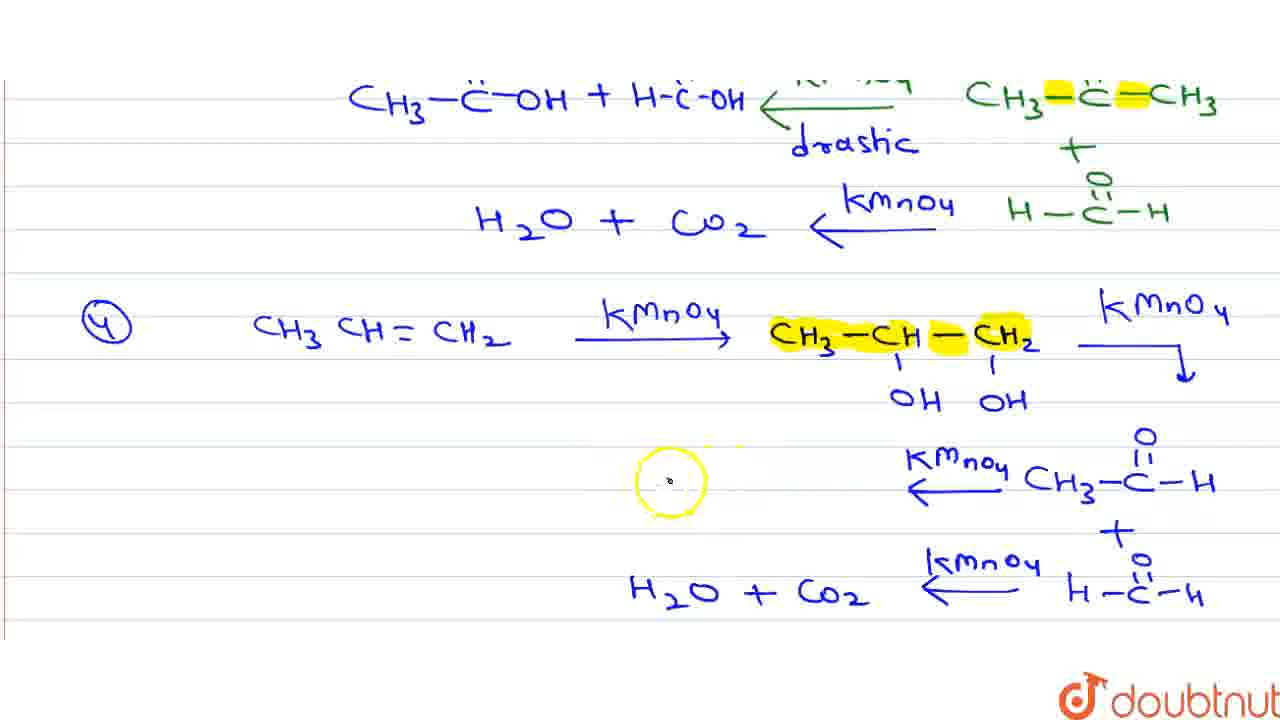 CH3-C-OH + H-C-OH ← drastic CH3-C-CH3
+
H2O + CO2 ← KMnO4 H-C-H
O
④ CH3 CH=CH2 KMnO4 → CH3-CH-CH2 KMnO4
OH OH
O
← KMnO4 CH3-C-H
+
O
H2O + CO2 ← KMnO4 H-C-H
doubtnut